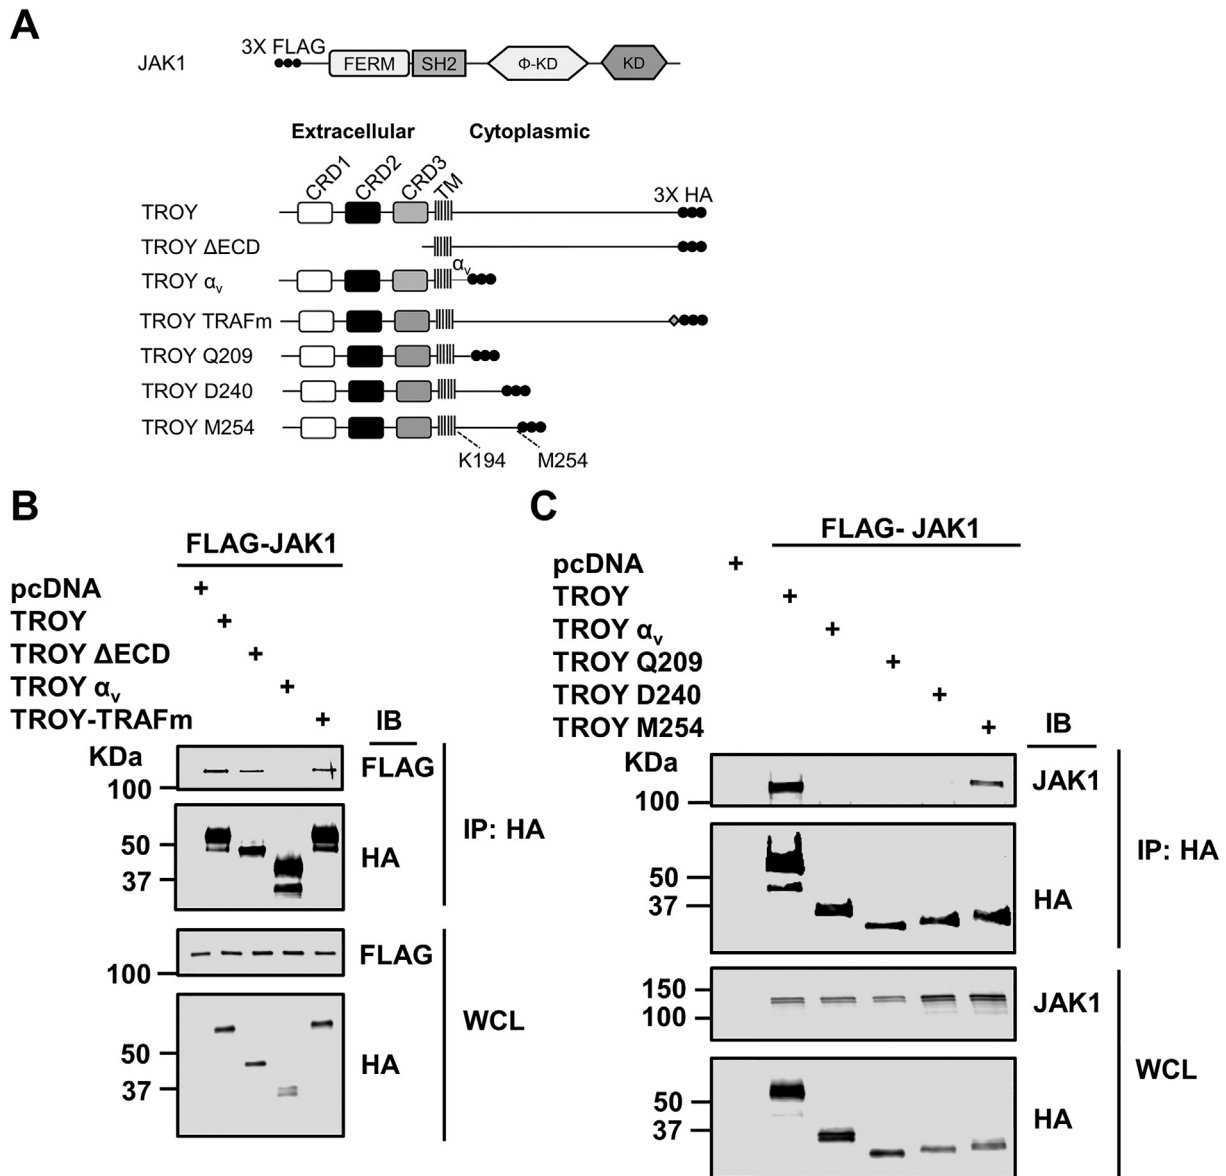 A
3X FLAG
JAK1
FERM
SH2
Φ-KD
KD
Extracellular
Cytoplasmic
CRD1
CRD2
CRD3
TM
3X HA
TROY
TROY ΔECD
αv
TROY αv
TROY TRAFm
TROY Q209
TROY D240
TROY M254
K194
M254
B
FLAG-JAK1
pcDNA +
TROY +
TROY ΔECD +
TROY αv +
TROY-TRAFm +
IB
KDa
100
FLAG
50
37
HA
IP: HA
100
FLAG
50
37
HA
WCL
C
FLAG- JAK1
pcDNA +
TROY +
TROY αv +
TROY Q209 +
TROY D240 +
TROY M254 +
IB
KDa
100
JAK1
50
37
HA
IP: HA
150
100
JAK1
50
37
HA
WCL